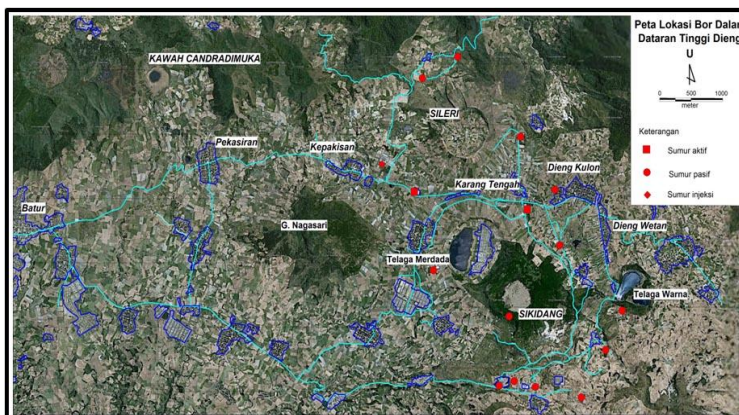 Peta Lokasi Bor Dalam
Dataran Tinggi Dieng
U
0 500 1000
meter
Keterangan
Sumur aktif
Sumur pasif
Sumur injeksi
KAWAH CANDRADIMUKA
SILERI
Pekasiran
Kepakisan
Dieng Kulon
Karang Tengah
Batur
G. Nagasari
Dieng Wetan
Telaga Merdada
Telaga Warna
SIKIDANG